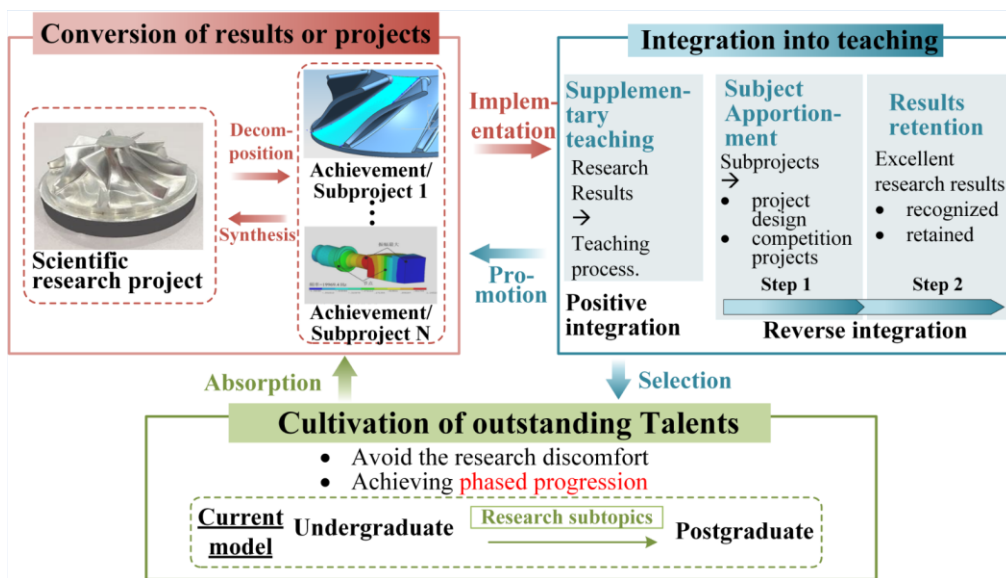 Conversion of results or projects
Scientific
research project
Decom-
position
Synthesis
Achievement/
Subproject 1
Achievement/
Subproject N
Implem-
entation
Pro-
motion
Integration into teaching
Supplemen-
tary
teaching
Research
Results
→
Teaching
process.
Positive
integration
Subject
Apportion-
ment
Subprojects
→
• project
design
• competition
projects
Results
retention
Excellent
research results
• recognized
• retained
Step 1
Step 2
Reverse integration
Absorption
Selection
Cultivation of outstanding Talents
• Avoid the research discomfort
• Achieving phased progression
Current
model
Undergraduate
Research subtopics
Postgraduate